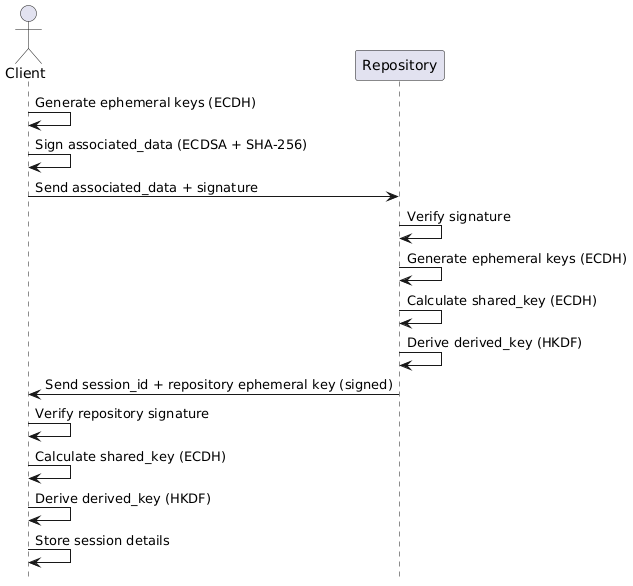 Client
Repository
Generate ephemeral keys (ECDH)
Sign associated_data (ECDSA + SHA-256)
Send associated_data + signature
Verify signature
Generate ephemeral keys (ECDH)
Calculate shared_key (ECDH)
Derive derived_key (HKDF)
Send session_id + repository ephemeral key (signed)
Verify repository signature
Calculate shared_key (ECDH)
Derive derived_key (HKDF)
Store session details